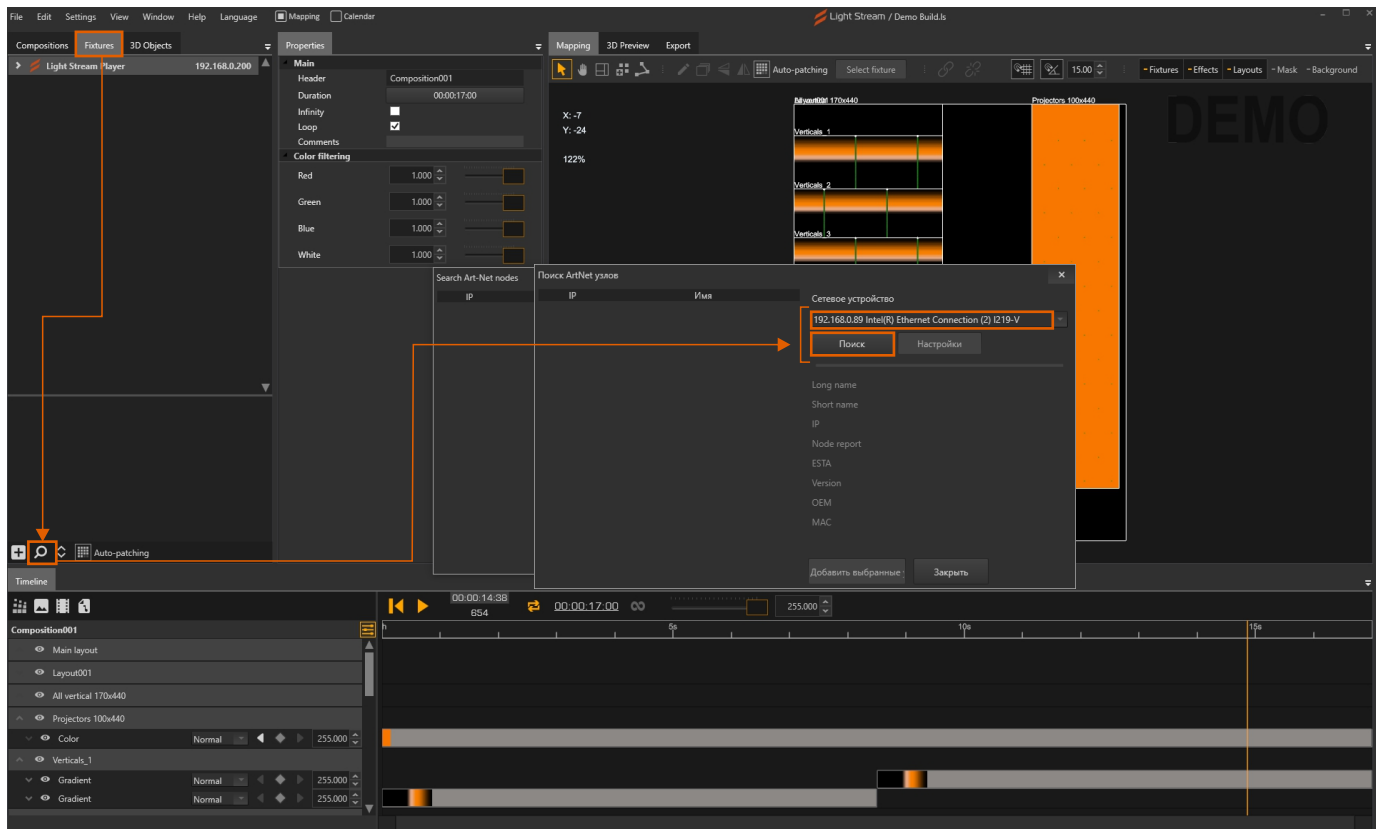 File Edit Settings View Window Help Language Mapping Calendar
Light Stream / Demo Build.ls
Compositions Fixtures 3D Objects
Light Stream Player 192.168.0.200
Auto-patching
Properties
Main
Header Composition001
Duration 00:00:17:00
Infinity
Loop
Comments
Color filtering
Red 1.000
Green 1.000
Blue 1.000
White 1.000
Mapping 3D Preview Export
Auto-patching Select fixture 15.00 Fixtures Effects Layouts Mask Background
X: -7
Y: -24
122%
170x440
Verticals_1
Verticals_2
Verticals_3
Projectors 100x440
DEMO
Search Art-Net nodes
IP
Поиск ArtNet узлов
IP Имя
Сетевое устройство
192.168.0.89 Intel(R) Ethernet Connection (2) I219-V
Поиск Настройки
Long name
Short name
IP
Node report
ESTA
Version
OEM
MAC
Добавить выбранные Закрыть
Timeline
00:00:14:38
654
00:00:17:00
255.000
Composition001
5s 10s 15s
Main layout
Layout001
All vertical 170x440
Projectors 100x440
Color Normal 255.000
Verticals_1
Gradient Normal 255.000
Gradient Normal 255.000